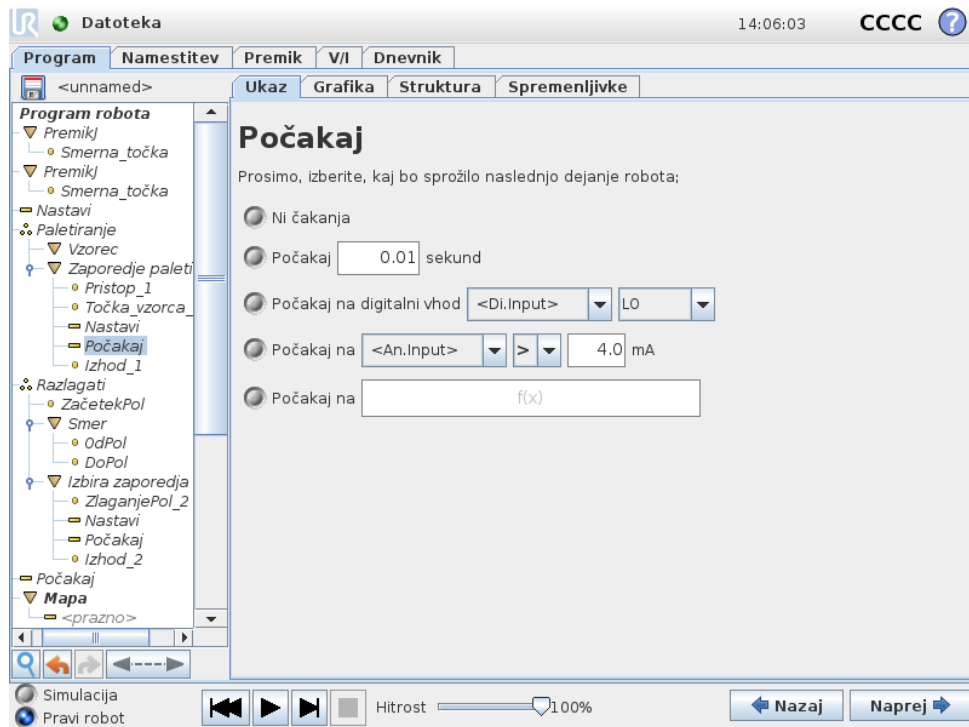 UR Datoteka 14:06:03 CCCC ?
Program Namestitev Premik V/I Dnevnik
<unnamed>
Ukaz Grafika Struktura Spremenljivke
Program robota
PremikJ
Smerna_točka
PremikJ
Smerna_točka
Nastavi
Paletiranje
Vzorec
Zaporedje paleti
Pristop_1
Točka_vzorca_
Nastavi
Počakaj
Izhod_1
Razlagati
ZačetekPol
Smer
OdPol
DoPol
Izbira zaporedja
ZlaganjePol_2
Nastavi
Počakaj
Izhod_2
Počakaj
Mapa
<prazno>
Počakaj
Prosimo, izberite, kaj bo sprožilo naslednjo dejanje robota;
Ni čakanja
Počakaj 0.01 sekund
Počakaj na digitalni vhod <Di.Input> LO
Počakaj na <An.Input> > 4.0 mA
Počakaj na f(x)
Simulacija
Pravi robot
Hitrost 100%
Nazaj Naprej